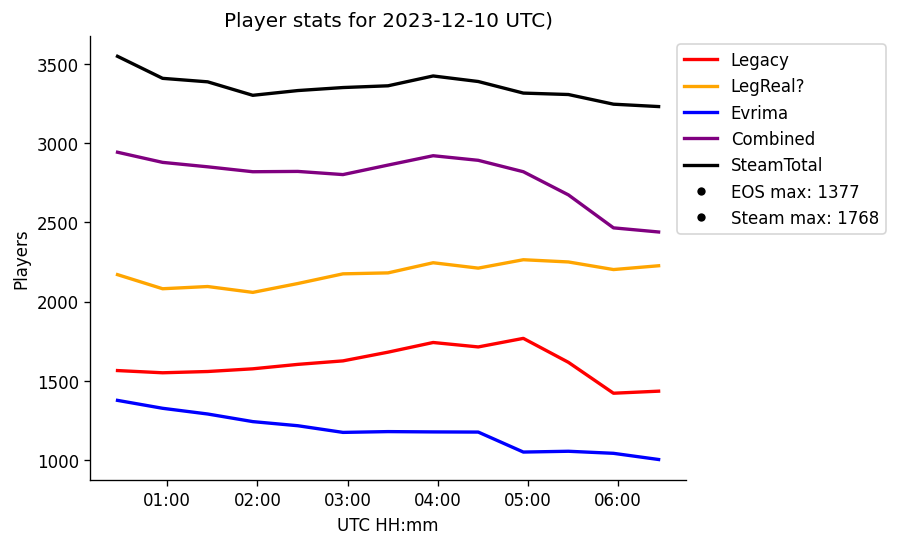 Player stats for 2023-12-10 UTC)
3500
3000
2500
2000
1500
1000
Players
01:00
02:00
03:00
04:00
05:00
06:00
UTC HH:mm
Legacy
LegReal?
Evrima
Combined
SteamTotal
EOS max: 1377
Steam max: 1768